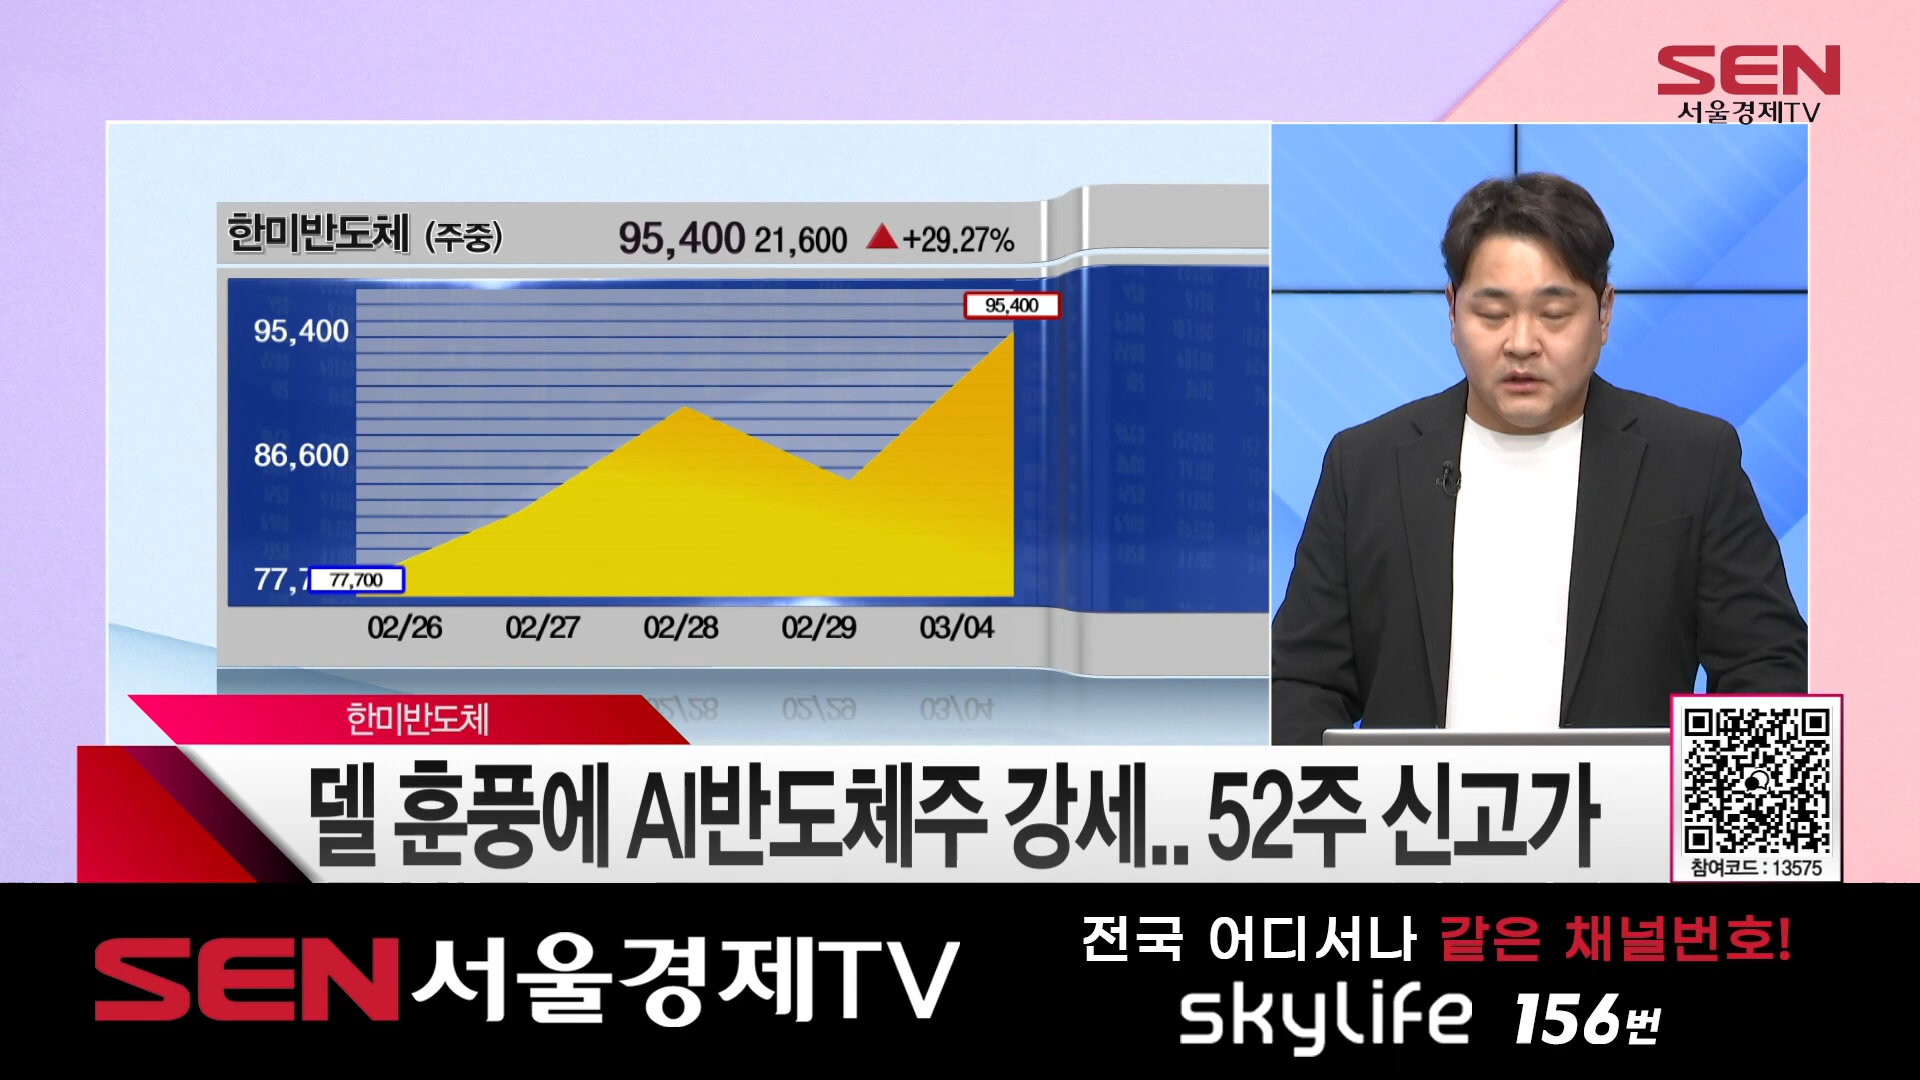 SEN
서울경제TV
한미반도체 (주중) 95,400 21,600 ▲+29.27%
95,400
95,400
86,600
77,700
02/26 02/27 02/28 02/29 03/04
한미반도체
델 훈풍에 AI반도체주 강세.. 52주 신고가
참여코드 : 13575
SEN서울경제TV
전국 어디서나 같은 채널번호!
skylife 156번